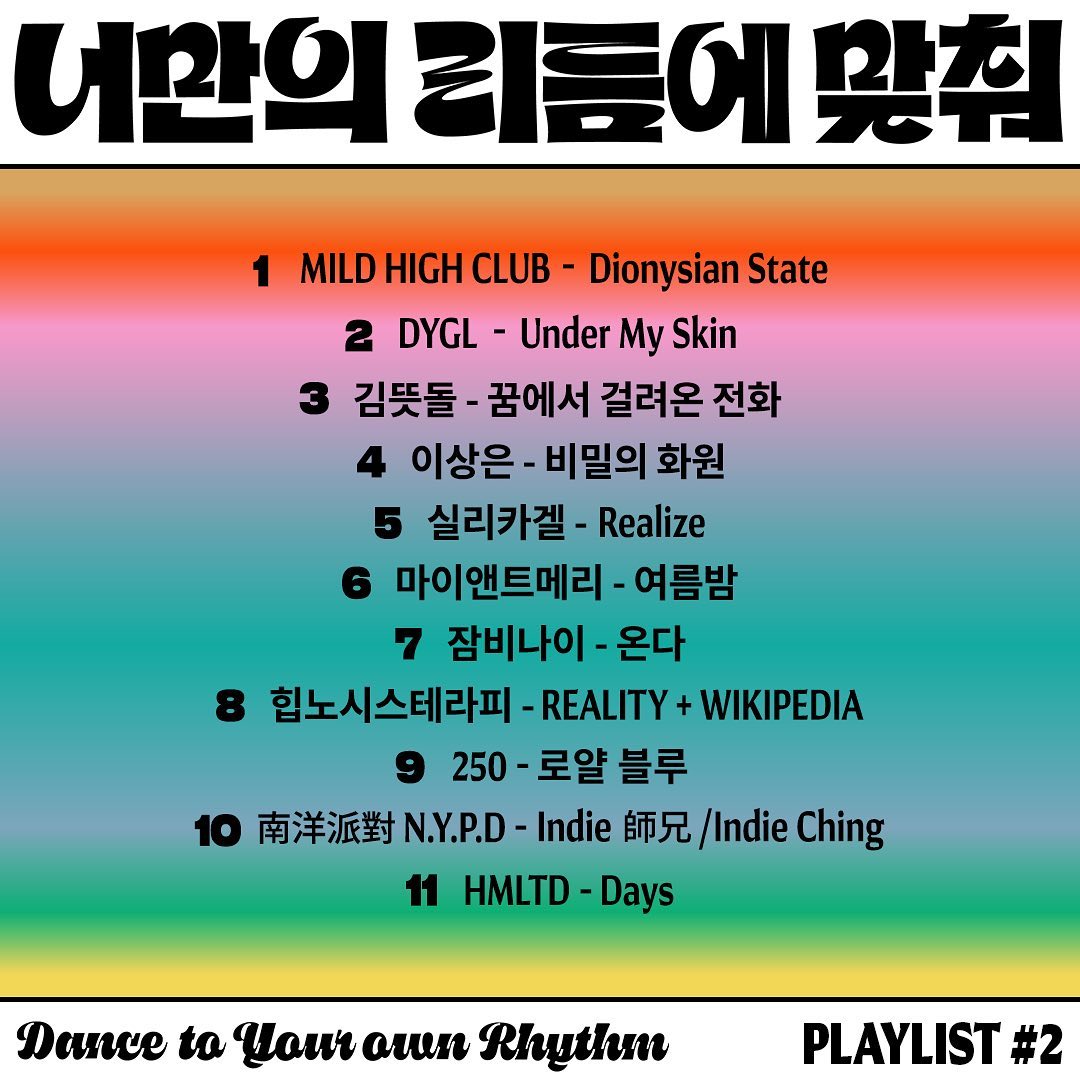 너만의 리듬에 맞춰
1 MILD HIGH CLUB - Dionysian State
2 DYGL - Under My Skin
3 김뜻돌 - 꿈에서 걸려온 전화
4 이상은 - 비밀의 화원
5 실리카겔 - Realize
6 마이앤트메리 - 여름밤
7 잠비나이 - 온다
8 힙노시스테라피 - REALITY + WIKIPEDIA
9 250 - 로얄 블루
10 南洋派對 N.Y.P.D - Indie 師兄 /Indie Ching
11 HMLTD - Days
Dance to Your own Rhythm
PLAYLIST #2